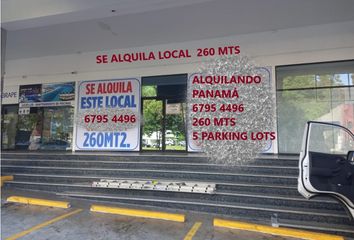 SE ALQUILA LOCAL 260 MTS
SE ALQUILA
ESTE LOCAL
6795 4496
260MT2.
ALQUILANDO
PANAMÁ
6795 4496
260 MTS
5 PARKING LOTS